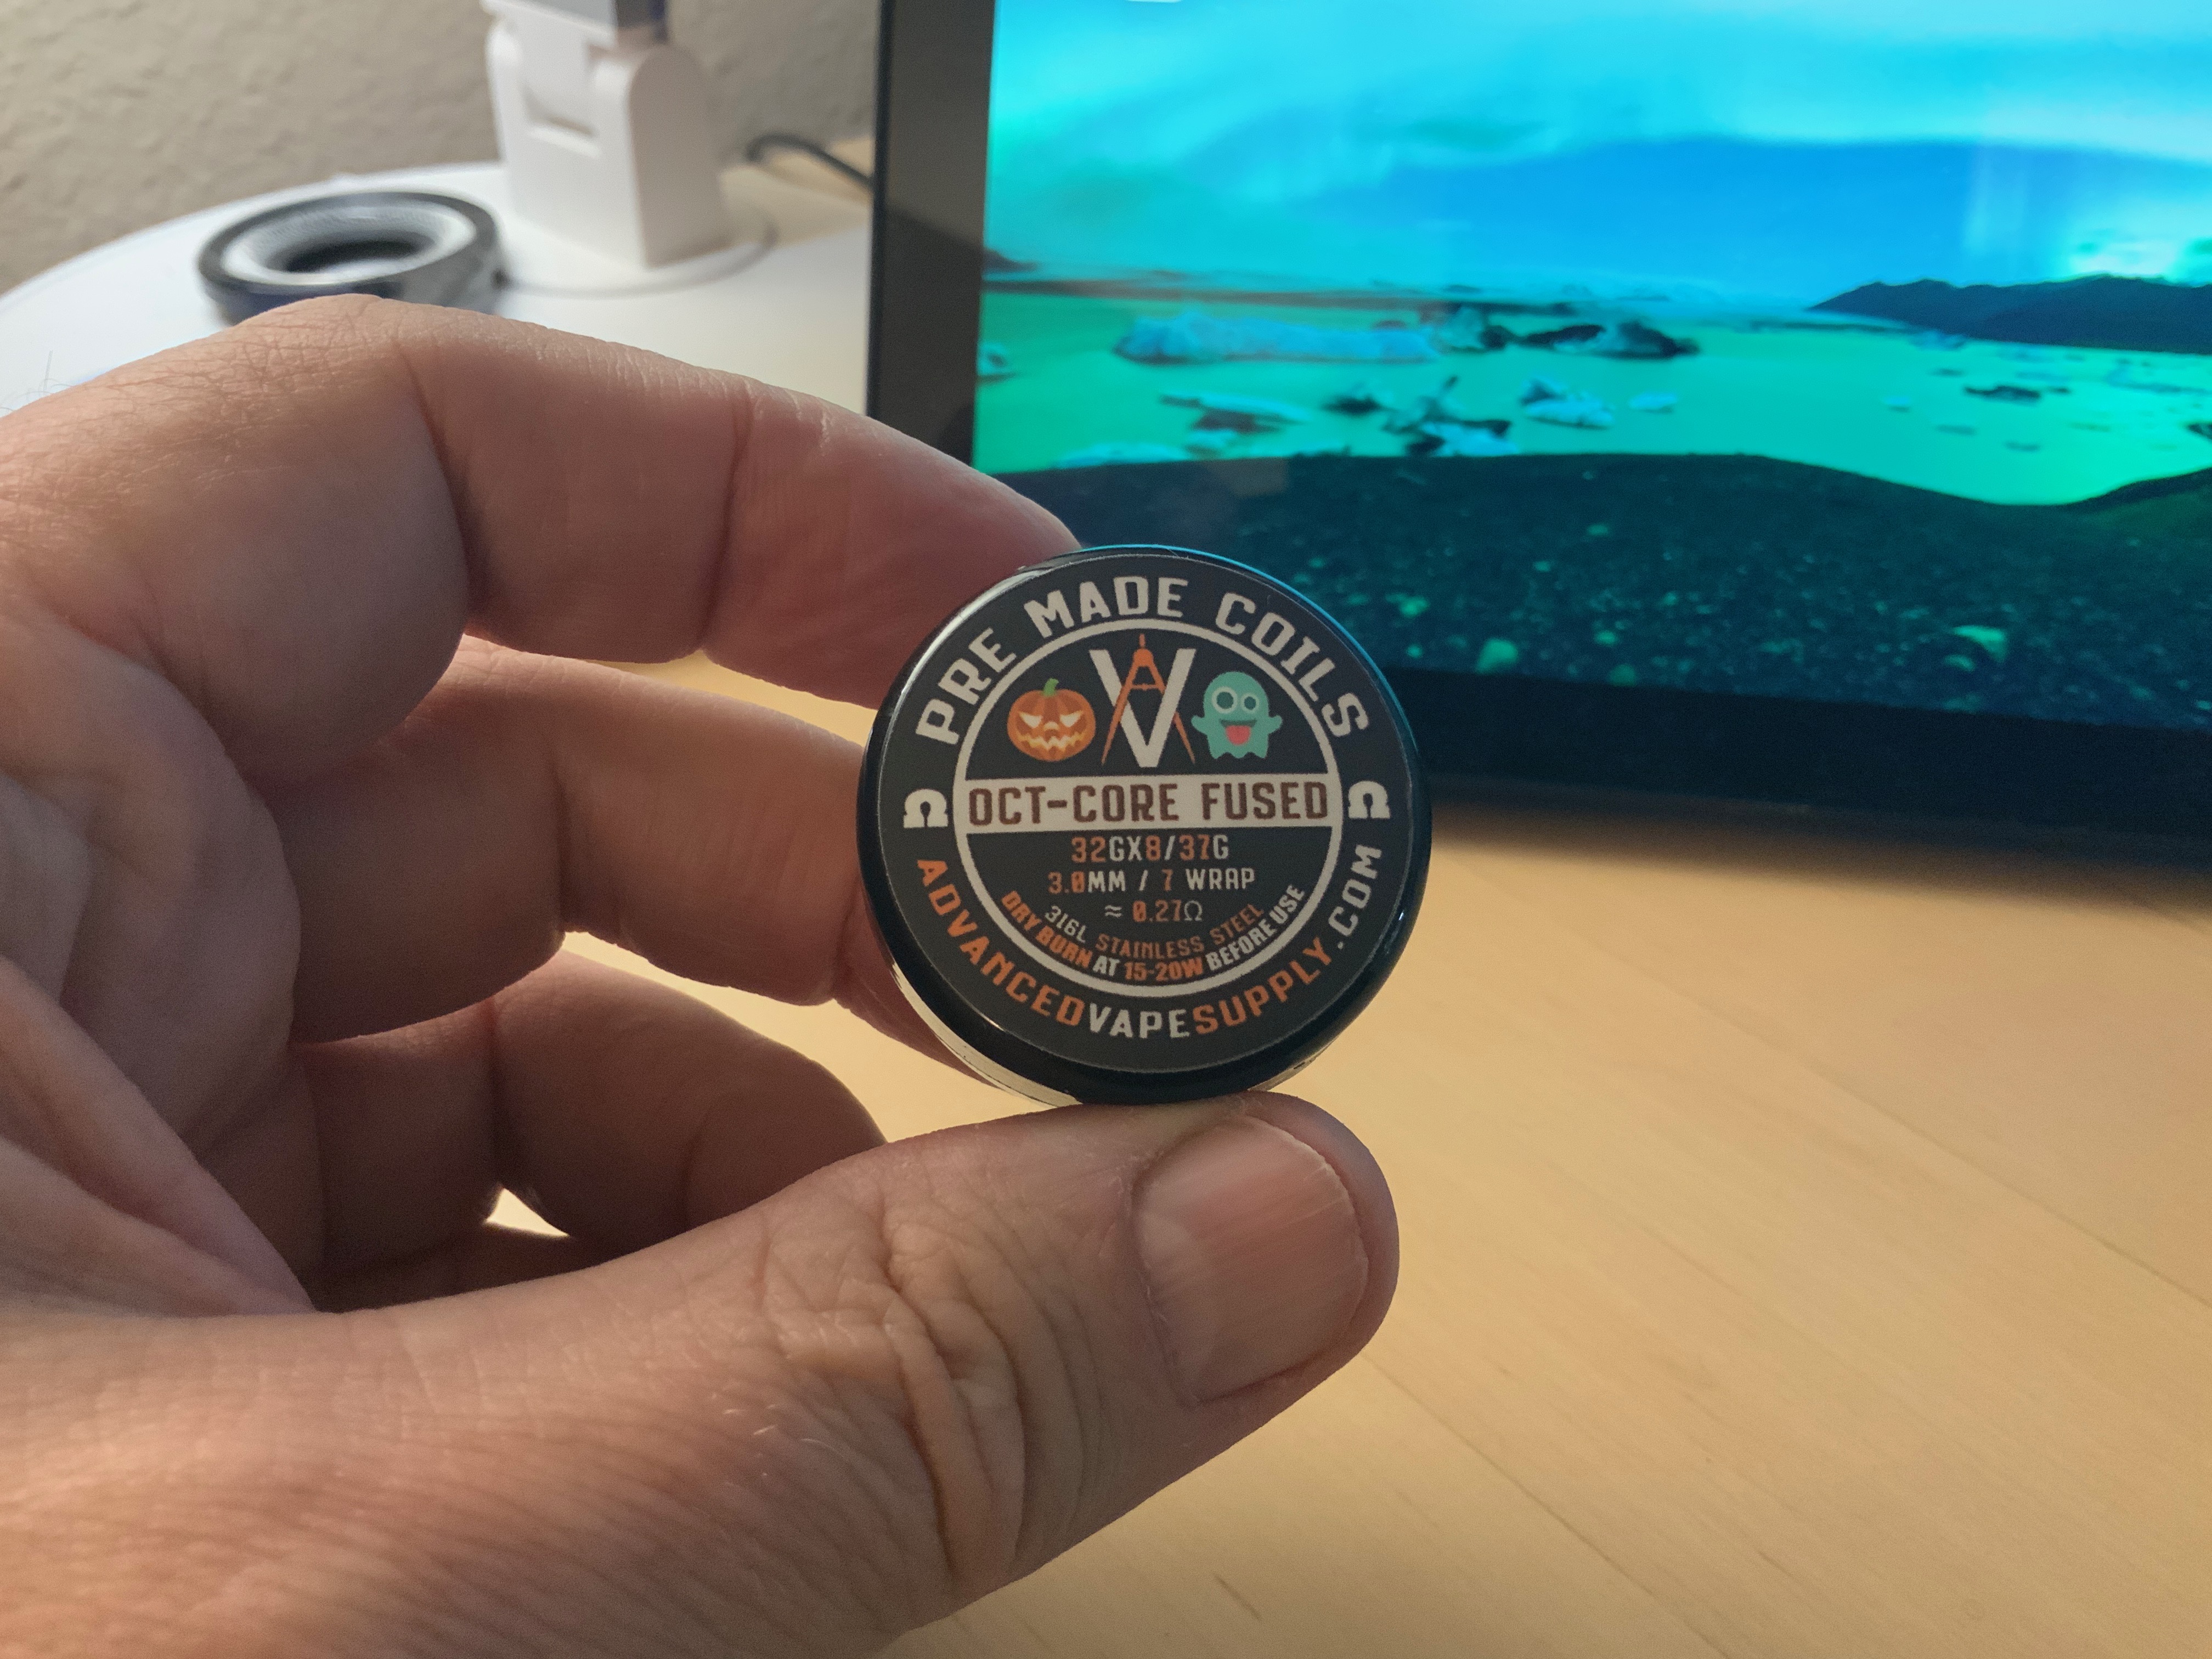 PRE MADE COILS
OCT-CORE FUSED
Ω Ω
32GX8/37G
3.0MM / 7 WRAP
≈ 0.27Ω
316L STAINLESS STEEL
DRY BURN AT 15-20W BEFORE USE
ADVANCEDVAPESUPPLY.COM